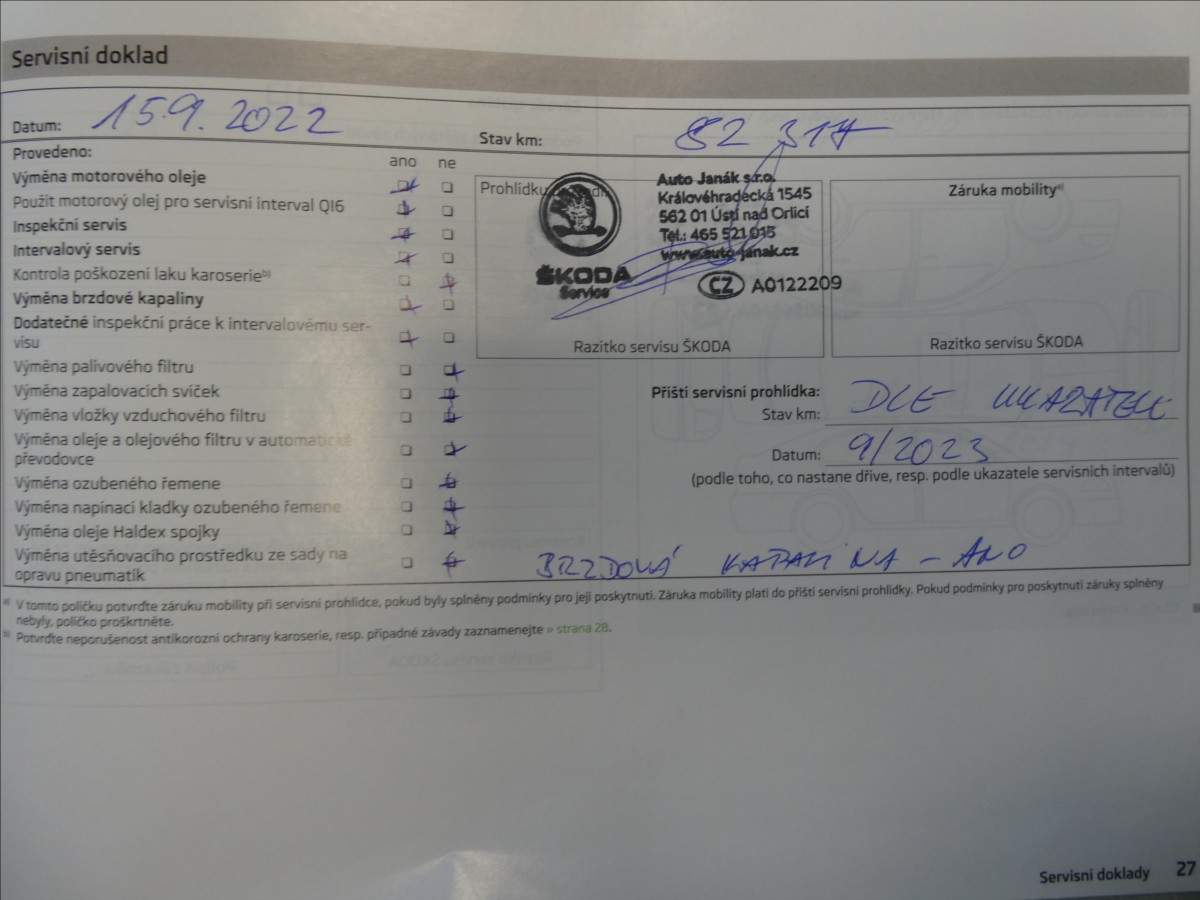 Servisní doklad
Datum: 15.9.2022
Stav km: 82 317
Provedeno:
ano ne
Výměna motorového oleje
Použit motorový olej pro servisní interval QI6
Inspekční servis
Intervalový servis
Kontrola poškození laku karoserie b)
Výměna brzdové kapaliny
Dodatečné inspekční práce k intervalovému ser-
visu
Výměna palivového filtru
Výměna zapalovacích svíček
Výměna vložky vzduchového filtru
Výměna oleje a olejového filtru v automatické
převodovce
Výměna ozubeného řemene
Výměna napínací kladky ozubeného řemene
Výměna oleje Haldex spojky
Výměna utěsňovacího prostředku ze sady na
opravu pneumatik
Prohlídku
ŠKODA
Service
Auto Janák s.r.o.
Královéhradecká 1545
562 01 Ústí nad Orlicí
Tel.: 465 521 015
www.auto-janak.cz
CZ A0122209
Razítko servisu ŠKODA
Záruka mobility a)
Razítko servisu ŠKODA
Příští servisní prohlídka:
Stav km: DLE UKAZATELE
Datum: 9/2023
(podle toho, co nastane dříve, resp. podle ukazatele servisních intervalů)
BRZDOVÁ KAPALINA - ANO
a) V tomto políčku potvrďte záruku mobility při servisní prohlídce, pokud byly splněny podmínky pro její poskytnutí. Záruka mobility platí do příští servisní prohlídky. Pokud podmínky pro poskytnutí záruky splněny
nebyly, políčko proškrtněte.
b) Potvrďte neporušenost antikorozní ochrany karoserie, resp. případné závady zaznamenejte » strana 28.
Servisní doklady 27